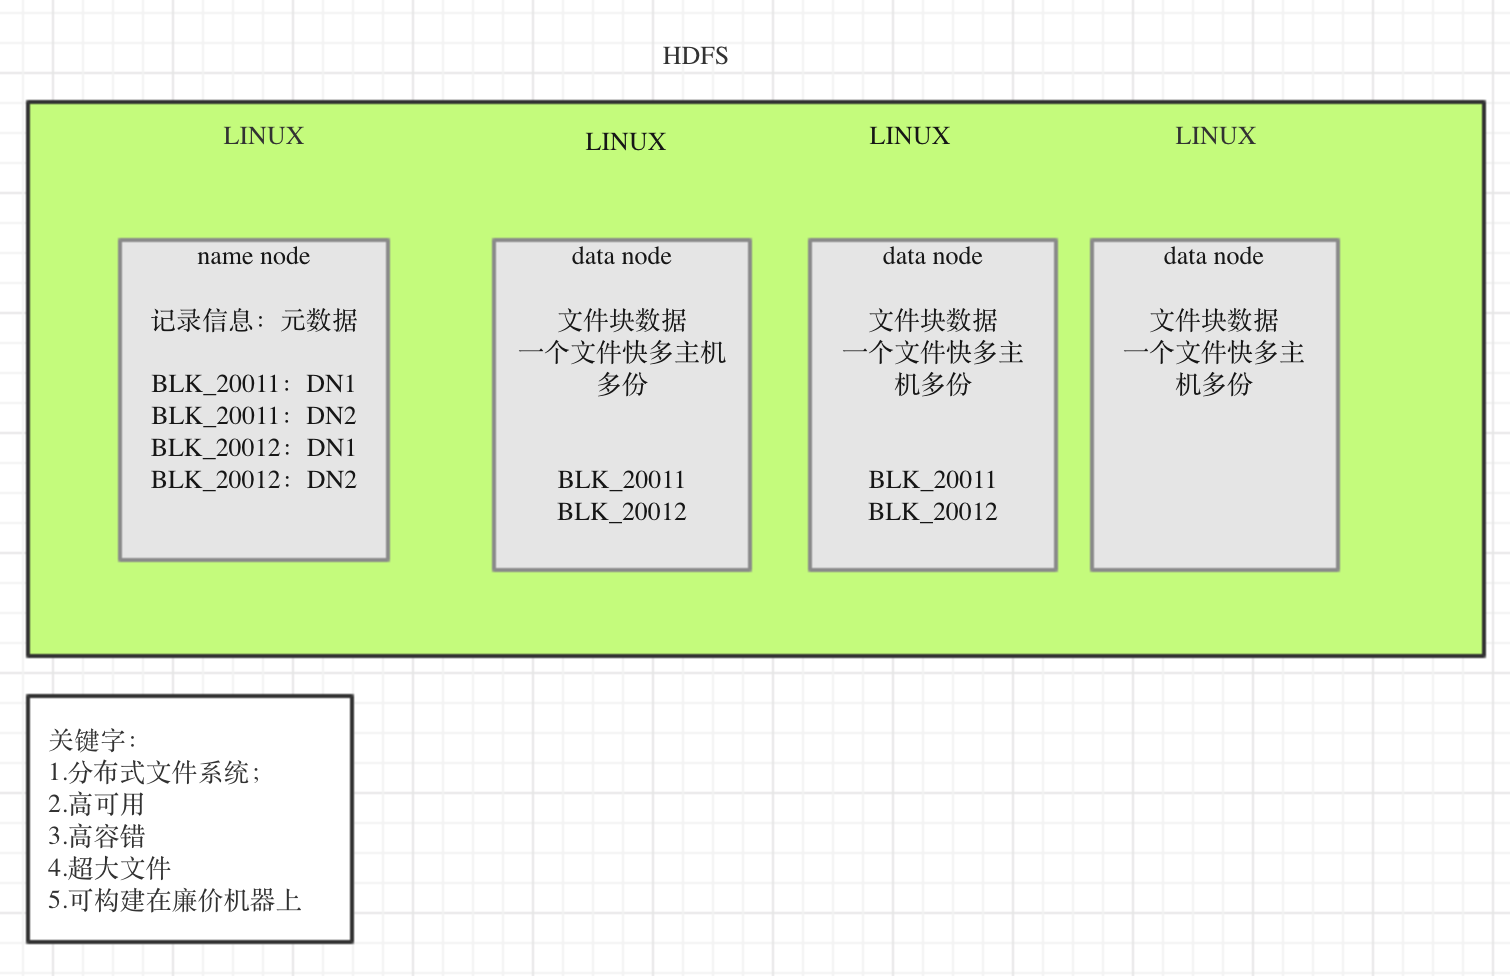 HDFS
LINUX
LINUX
LINUX
LINUX
name node
记录信息：元数据
BLK_20011：DN1
BLK_20011：DN2
BLK_20012：DN1
BLK_20012：DN2
data node
文件块数据
一个文件快多主机
多份
BLK_20011
BLK_20012
data node
文件块数据
一个文件快多主
机多份
BLK_20011
BLK_20012
data node
文件块数据
一个文件快多主
机多份
关键字：
1.分布式文件系统；
2.高可用
3.高容错
4.超大文件
5.可构建在廉价机器上